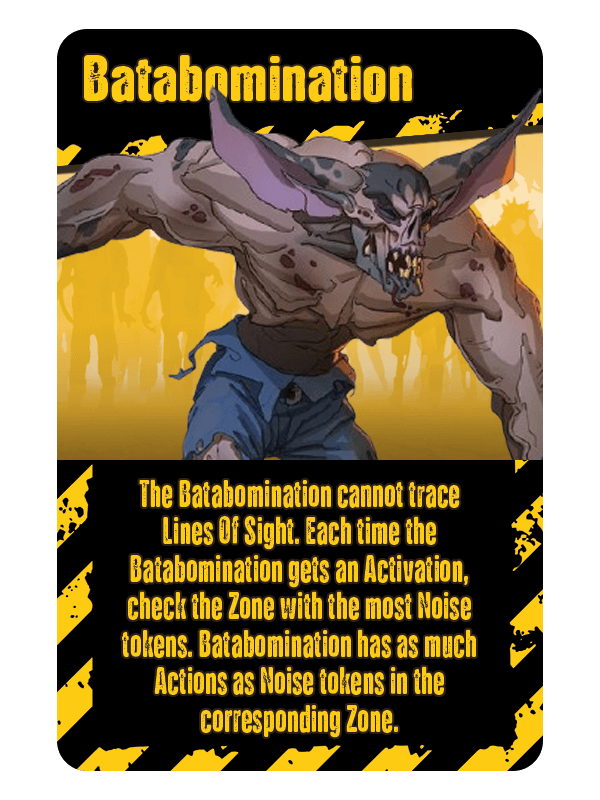 Batabomination
The Batabomination cannot trace
Lines Of Sight. Each time the
Batabomination gets an Activation,
check the Zone with the most Noise
tokens. Batabomination has as much
Actions as Noise tokens in the
corresponding Zone.